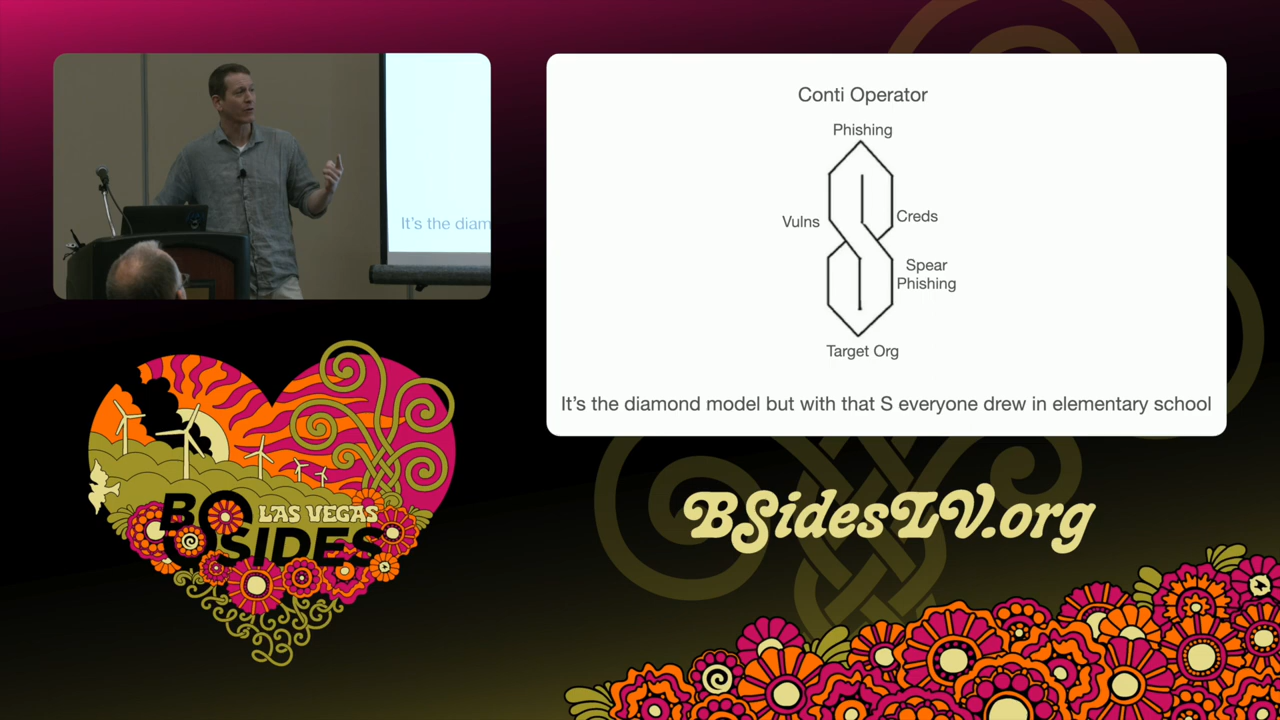 It's the diam
Conti Operator
Phishing
Vulns
Creds
Spear
Phishing
Target Org
It's the diamond model but with that S everyone drew in elementary school
LAS VEGAS
BSIDES
BSidesLV.org